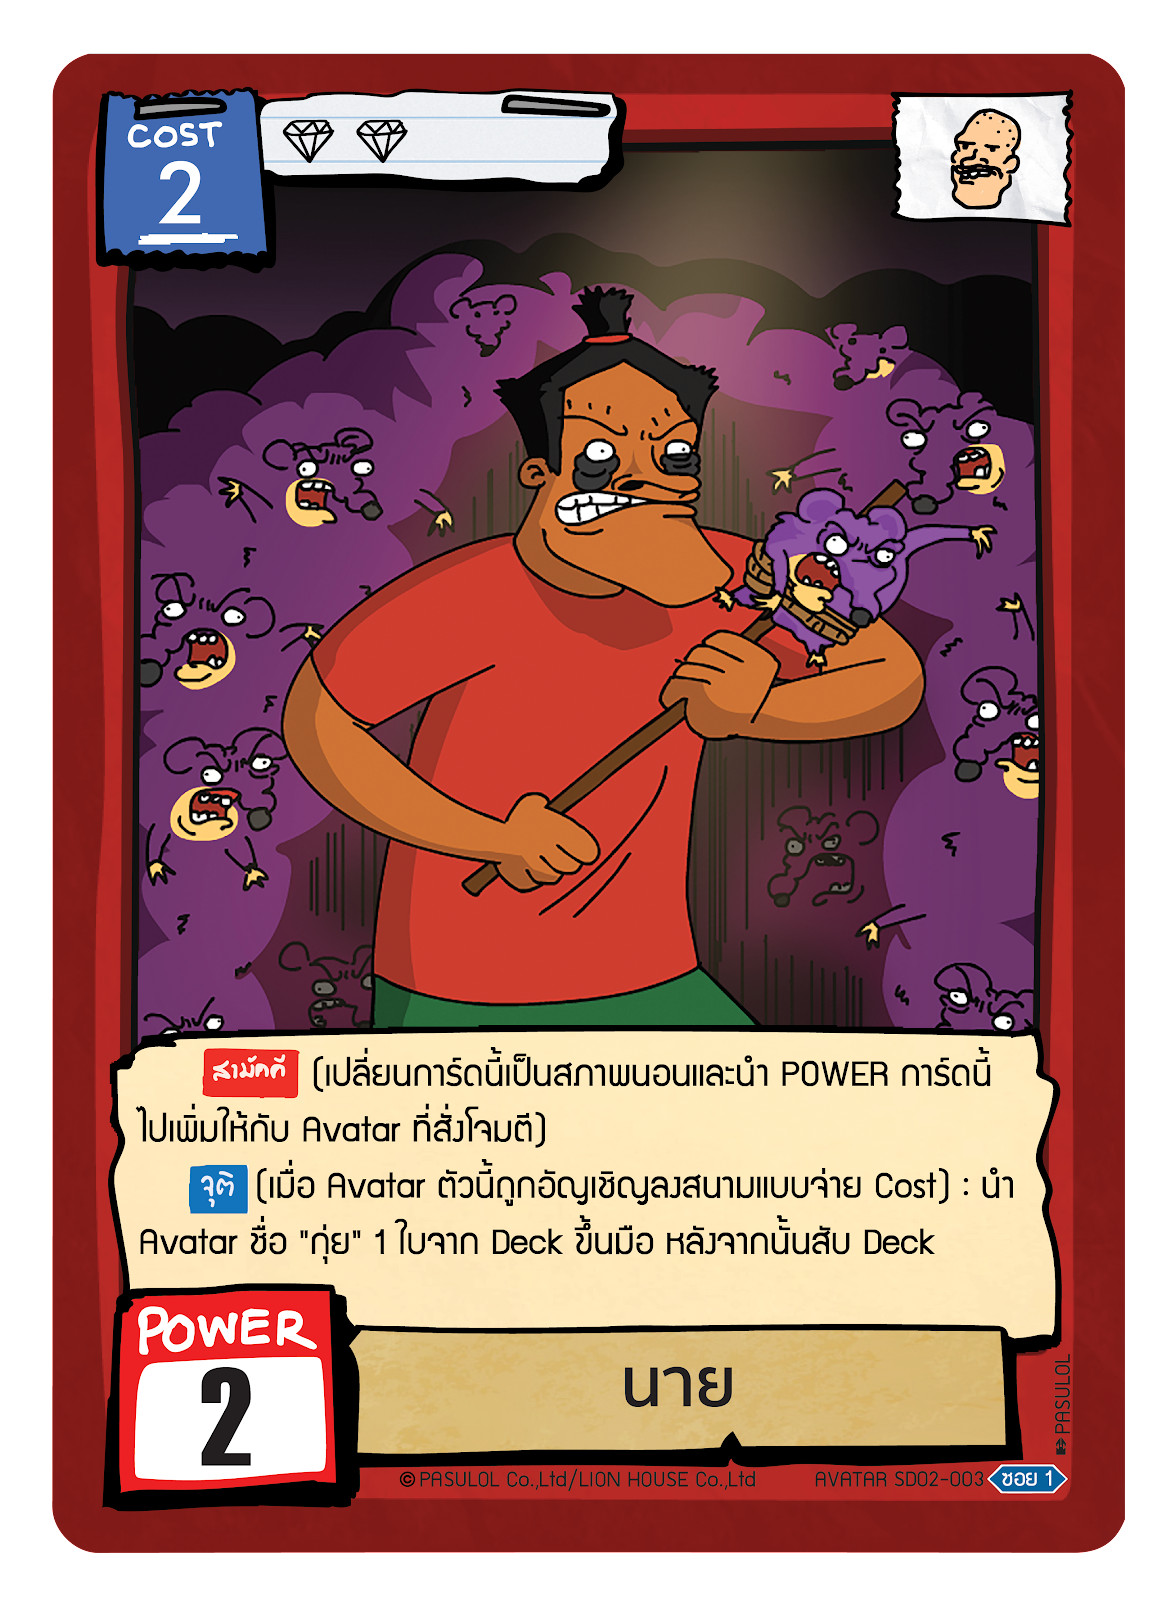 COST
2
สามัคคี (เปลี่ยนการ์ดนี้เป็นสภาพนอนและนำ POWER การ์ดนี้
ไปเพิ่มให้กับ Avatar ที่สั่งโจมตี)
จุติ (เมื่อ Avatar ตัวนี้ถูกอัญเชิญลงสนามแบบจ่าย Cost) : นำ
Avatar ชื่อ "กุ่ย" 1 ใบจาก Deck ขึ้นมือ หลังจากนั้นสับ Deck
POWER
2
นาย
PASULOL
© PASULOL Co.,Ltd/LION HOUSE Co.,Ltd AVATAR SD02-003 ซอย 1